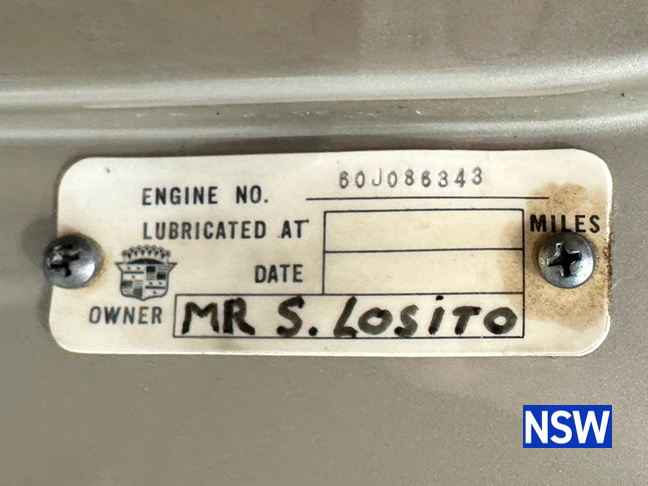 ENGINE NO. 60J086343
LUBRICATED AT MILES
DATE
OWNER MR S. LOSITO
NSW